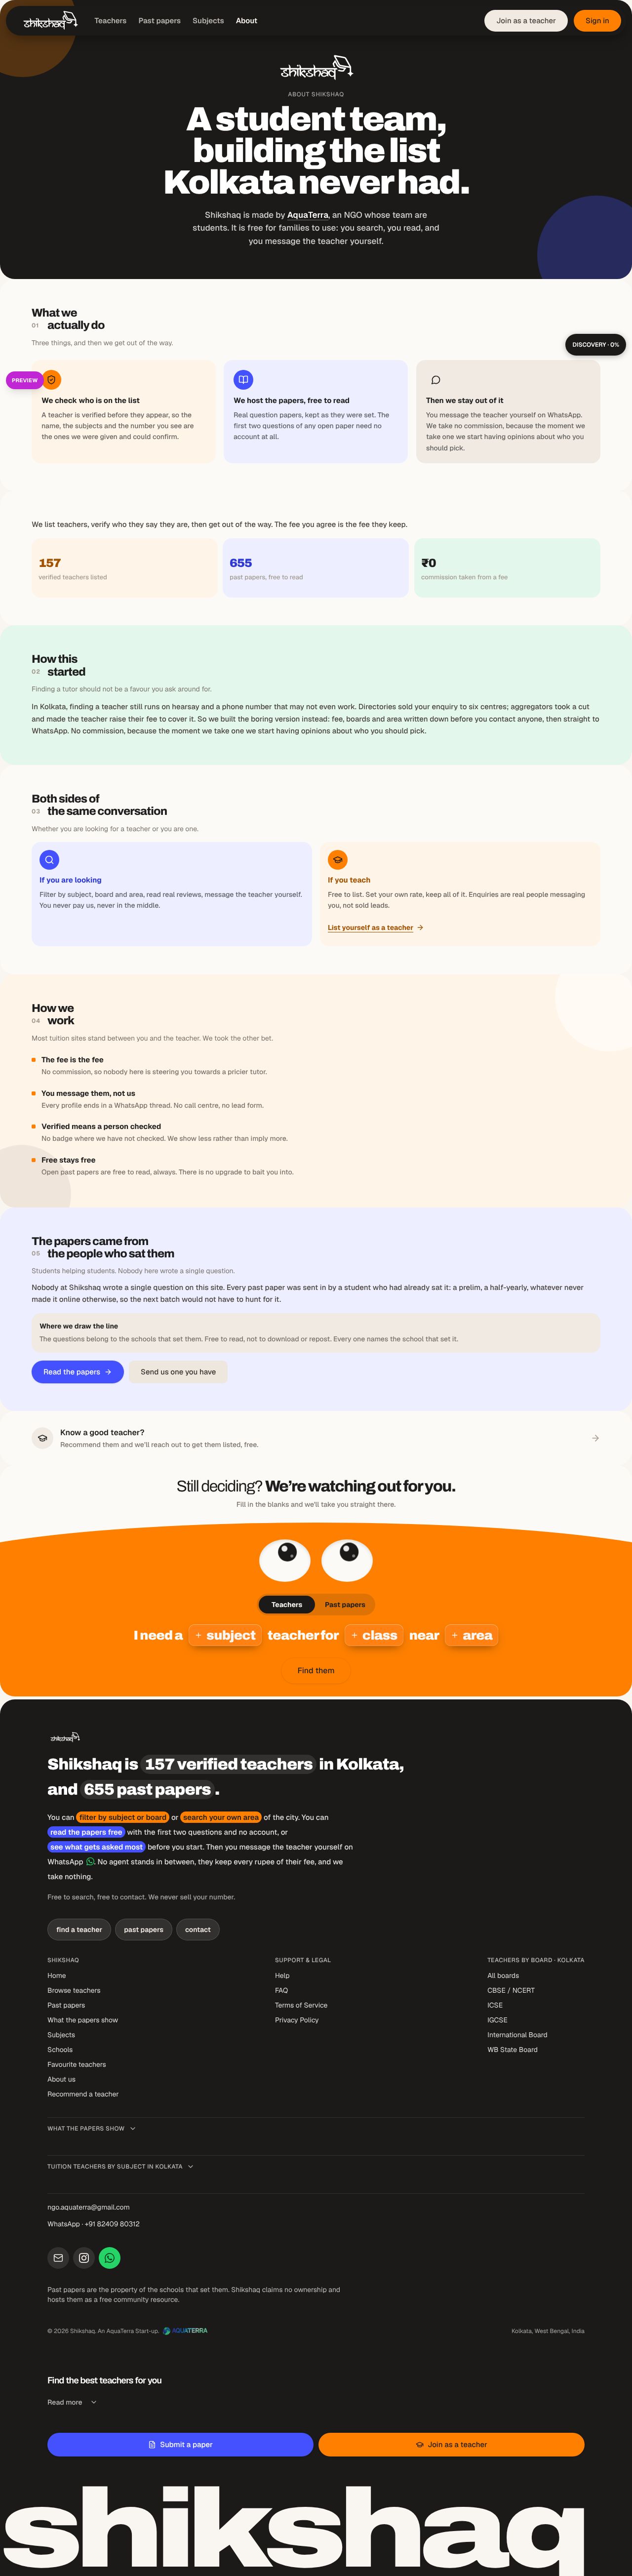 shikshaq
Teachers
Past papers
Subjects
About
Join as a teacher
Sign in
shikshaq
ABOUT SHIKSHAQ
A student team,
building the list
Kolkata never had.
Shikshaq is made by AquaTerra, an NGO whose team are
students. It is free for families to use: you search, you read, and
you message the teacher yourself.
What we
01 actually do
Three things, and then we get out of the way.
DISCOVERY · 0%
PREVIEW
We check who is on the list
A teacher is verified before they appear, so the
name, the subjects and the number you see are
the ones we were given and could confirm.
We host the papers, free to read
Real question papers, kept as they were set. The
first two questions of any open paper need no
account at all.
Then we stay out of it
You message the teacher yourself on WhatsApp.
We take no commission, because the moment we
take one we start having opinions about who you
should pick.
We list teachers, verify who they say they are, then get out of the way. The fee you agree is the fee they keep.
157
verified teachers listed
655
past papers, free to read
₹0
commission taken from a fee
How this
02 started
Finding a tutor should not be a favour you ask around for.
In Kolkata, finding a teacher still runs on hearsay and a phone number that may not even work. Directories sold your enquiry to six centres; aggregators took a cut
and made the teacher raise their fee to cover it. So we built the boring version instead: fee, boards and area written down before you contact anyone, then straight to
WhatsApp. No commission, because the moment we take one we start having opinions about who you should pick.
Both sides of
03 the same conversation
Whether you are looking for a teacher or you are one.
If you are looking
Filter by subject, board and area, read real reviews, message the teacher yourself.
You never pay us, never in the middle.
If you teach
Free to list. Set your own rate, keep all of it. Enquiries are real people messaging
you, not sold leads.
List yourself as a teacher →
How we
04 work
Most tuition sites stand between you and the teacher. We took the other bet.
The fee is the fee
No commission, so nobody here is steering you towards a pricier tutor.
You message them, not us
Every profile ends in a WhatsApp thread. No call centre, no lead form.
Verified means a person checked
No badge where we have not checked. We show less rather than imply more.
Free stays free
Open past papers are free to read, always. There is no upgrade to bait you into.
The papers came from
05 the people who sat them
Students helping students. Nobody here wrote a single question.
Nobody at Shikshaq wrote a single question on this site. Every past paper was sent in by a student who had already sat it: a prelim, a half-yearly, whatever never
made it online otherwise, so the next batch would not have to hunt for it.
Where we draw the line
The questions belong to the schools that set them. Free to read, not to download or repost. Every one names the school that set it.
Read the papers →
Send us one you have
Know a good teacher?
Recommend them and we'll reach out to get them listed, free.
Still deciding? We're watching out for you.
Fill in the blanks and we'll take you straight there.
Teachers
Past papers
I need a + subject teacher for + class near + area
Find them
shikshaq
Shikshaq is 157 verified teachers in Kolkata,
and 655 past papers.
You can filter by subject or board or search your own area of the city. You can
read the papers free with the first two questions and no account, or
see what gets asked most before you start. Then you message the teacher yourself on
WhatsApp. No agent stands in between, they keep every rupee of their fee, and we
take nothing.
Free to search, free to contact. We never sell your number.
find a teacher
past papers
contact
SHIKSHAQ
Home
Browse teachers
Past papers
What the papers show
Subjects
Schools
Favourite teachers
About us
Recommend a teacher
SUPPORT & LEGAL
Help
FAQ
Terms of Service
Privacy Policy
TEACHERS BY BOARD · KOLKATA
All boards
CBSE / NCERT
ICSE
IGCSE
International Board
WB State Board
WHAT THE PAPERS SHOW
TUITION TEACHERS BY SUBJECT IN KOLKATA
ngo.aquaterra@gmail.com
WhatsApp · +91 82409 80312
Past papers are the property of the schools that set them. Shikshaq claims no ownership and
hosts them as a free community resource.
© 2026 Shikshaq. An AquaTerra Start-up. AQUATERRA
Kolkata, West Bengal, India
Find the best teachers for you
Read more
Submit a paper
Join as a teacher
shikshaq